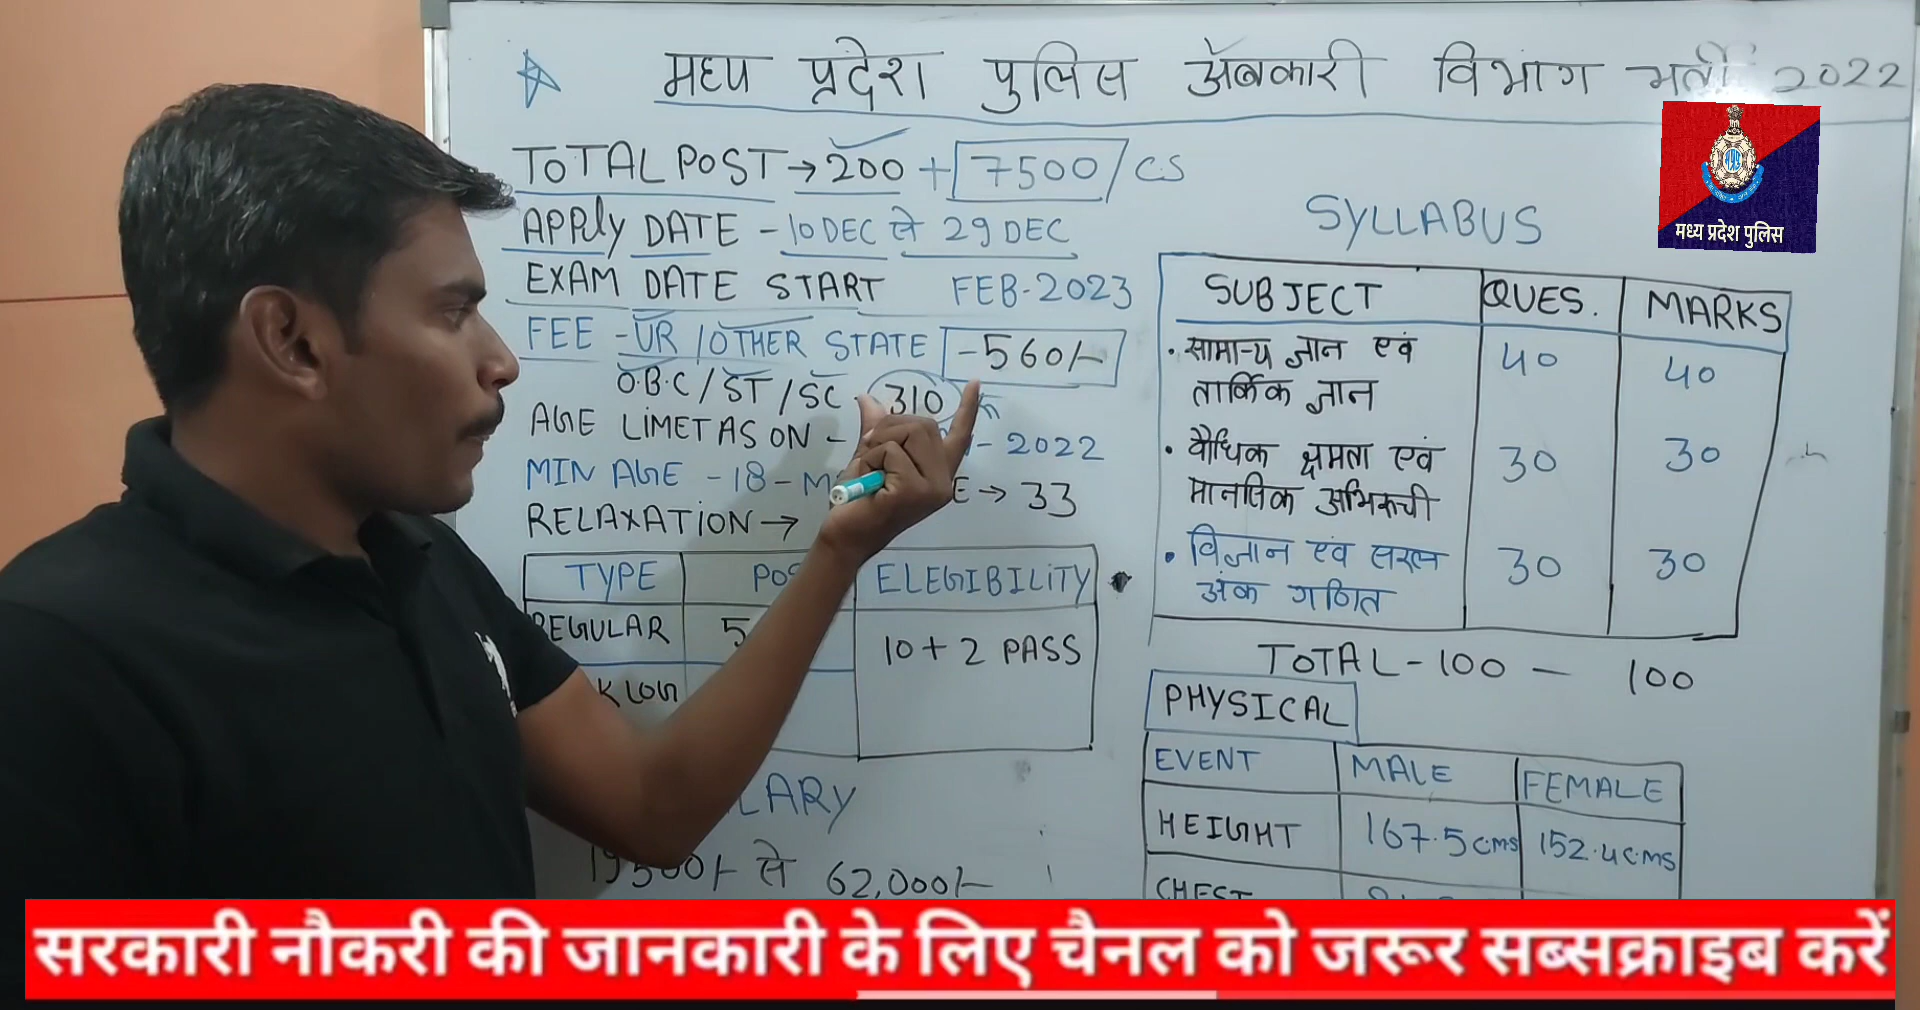 मध्य प्रदेश पुलिस ऑबकारी विभाग भर्ती 2022
TOTAL POST → 200 + 7500 / CS
APPly DATE - 10 DEC से 29 DEC
EXAM DATE START FEB-2023
FEE - UR / OTHER STATE - 560/-
O.B.C / ST / SC 310
AGE LIMET AS ON - - 2022
MIN AGE - 18 - → 33
RELAXATION →
TYPE ELEGIBILITY
REGULAR 10 + 2 PASS
19500/- से 62,000/-
मध्य प्रदेश पुलिस
SYLLABUS
SUBJECT QUES. MARKS
• सामान्य ज्ञान एवं 40 40
तार्किक ज्ञान
• बौधिक क्षमता एवं 30 30
मानसिक अभिरूची
• विज्ञान एवं सरल 30 30
अंक गणित
TOTAL - 100 - 100
PHYSICAL
EVENT MALE FEMALE
HEIGHT 167.5 cms 152.4 cms
CHEST
सरकारी नौकरी की जानकारी के लिए चैनल को जरूर सब्सक्राइब करें